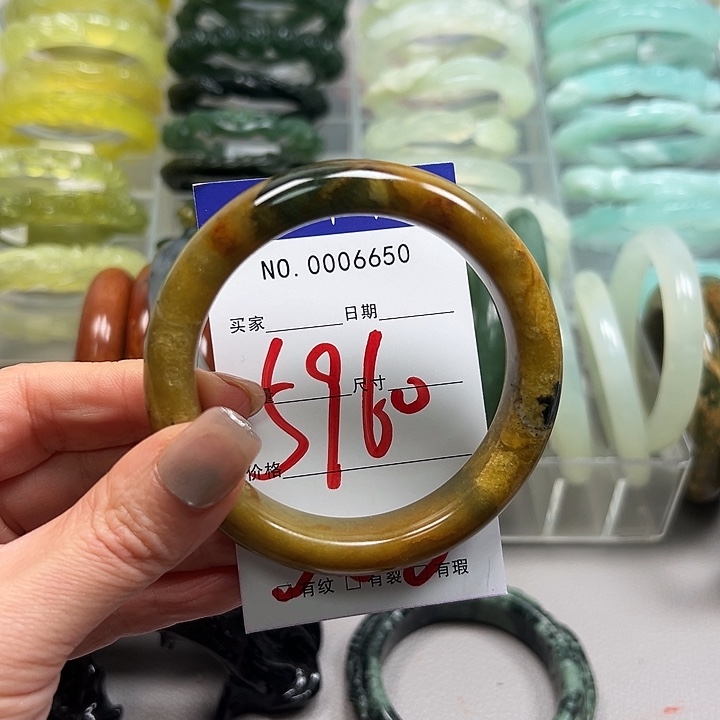 NO.0006650
买家 日期
尺寸
5960
价格
有纹 有裂 有瑕